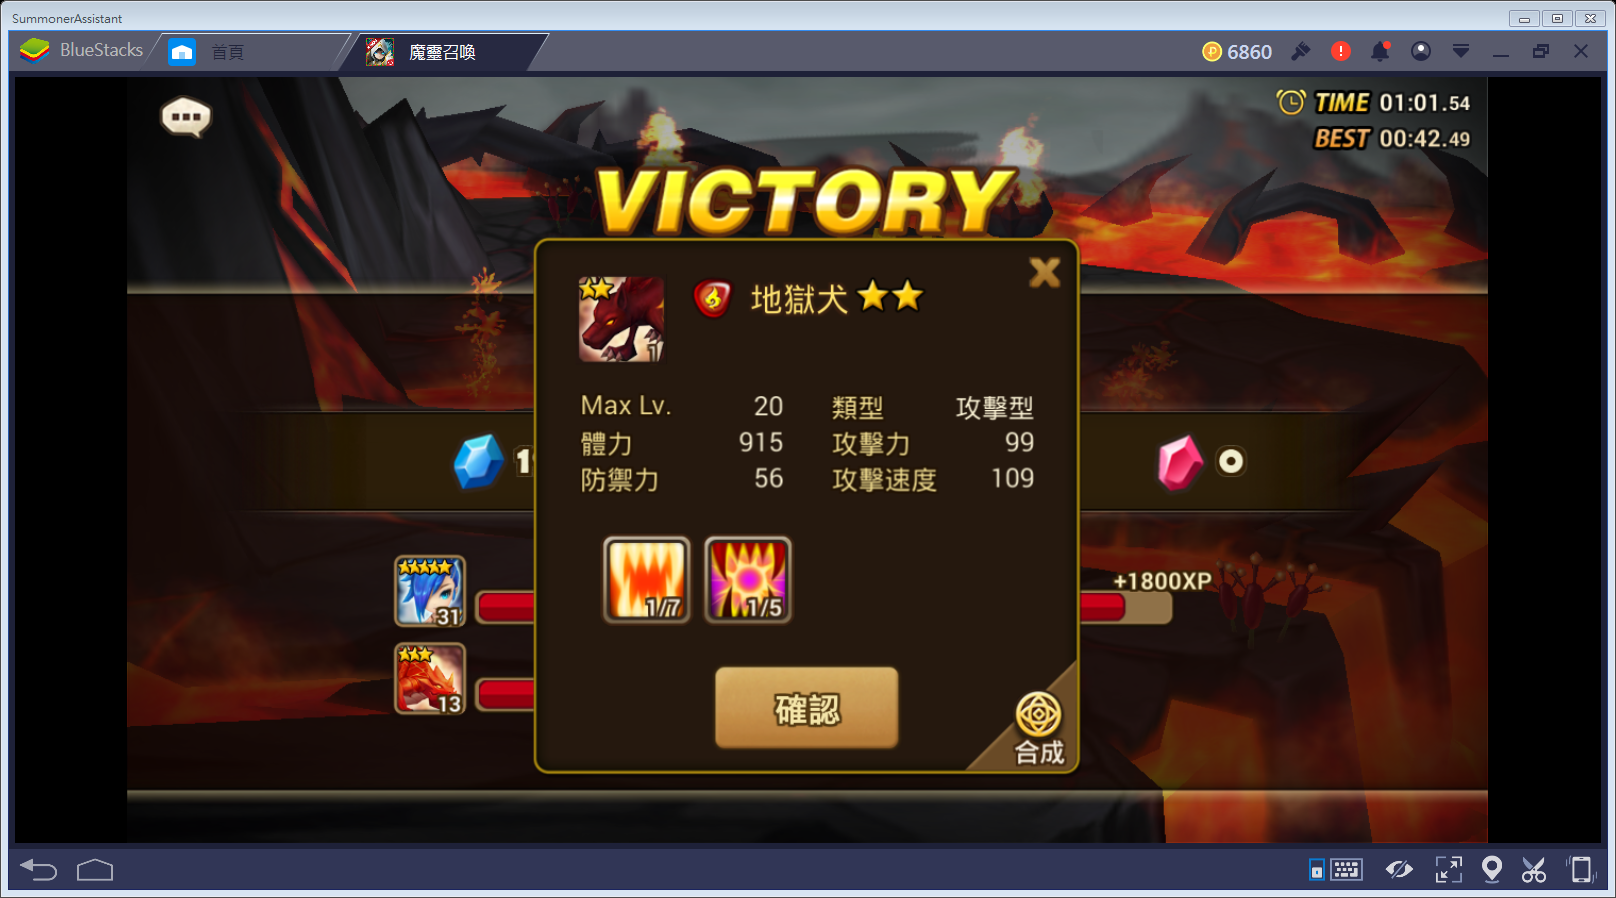 SummonerAssistant
BlueStacks
首頁
魔靈召喚
6860
TIME 01:01.54
BEST 00:42.49
VICTORY
地獄犬
1
Max Lv. 20 類型 攻擊型
體力 915 攻擊力 99
防禦力 56 攻擊速度 109
0
1/7
1/5
+1800XP
31
13
確認
合成